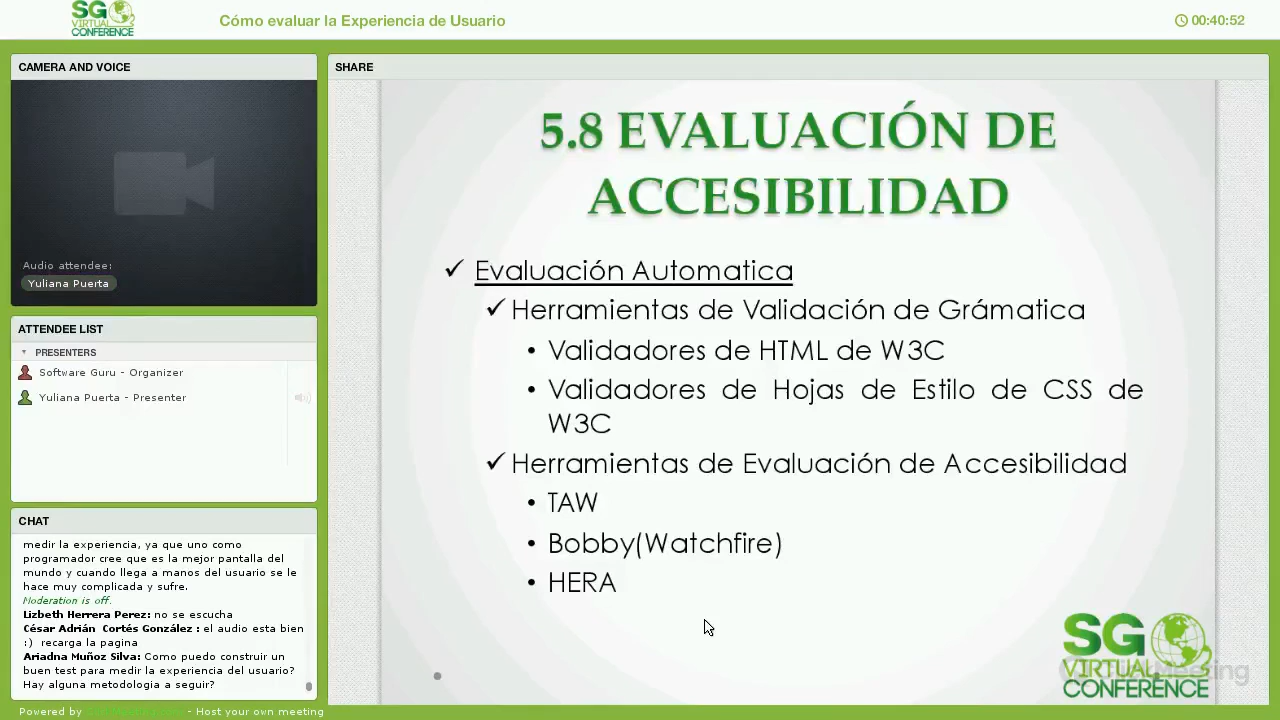 SG
VIRTUAL
CONFERENCE
Cómo evaluar la Experiencia de Usuario
00:40:52
CAMERA AND VOICE
Audio attendee:
Yuliana Puerta
ATTENDEE LIST
PRESENTERS
Software Guru - Organizer
Yuliana Puerta - Presenter
CHAT
medir la experiencia, ya que uno como
programador cree que es la mejor pantalla del
mundo y cuando llega a manos del usuario se le
hace muy complicada y sufre.
Moderation is off.
Lizbeth Herrera Perez: no se escucha
César Adrián Cortés González : el audio esta bien
:) recarga la pagina
Ariadna Muñoz Silva: Como puedo construir un
buen test para medir la experiencia del usuario?
Hay alguna metodologia a seguir?
Powered by - Host your own meeting
SHARE
5.8 EVALUACIÓN DE
ACCESIBILIDAD
✓ Evaluación Automatica
✓ Herramientas de Validación de Grámatica
• Validadores de HTML de W3C
• Validadores de Hojas de Estilo de CSS de
W3C
✓ Herramientas de Evaluación de Accesibilidad
• TAW
• Bobby(Watchfire)
• HERA
SG
VIRTUAL
CONFERENCE